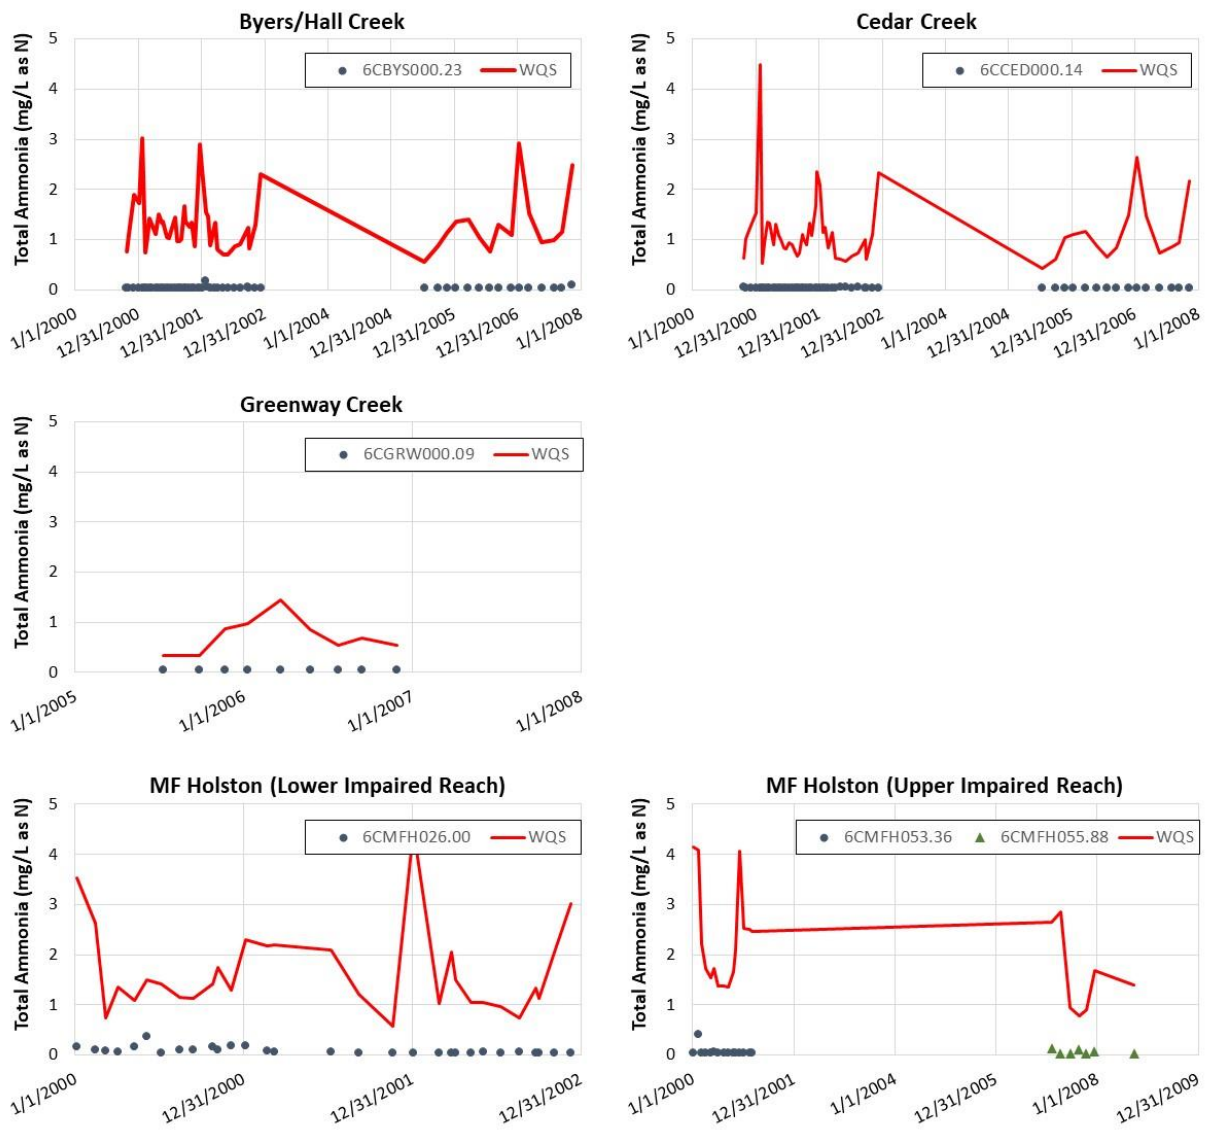 Byers/Hall Creek
Total Ammonia (mg/L as N)
5
4
3
2
1
0
6CBYS000.23 WQS
1/1/2000 12/31/2000 12/31/2001 12/31/2002 1/1/2004 12/31/2004 12/31/2005 12/31/2006 1/1/2008
Cedar Creek
Total Ammonia (mg/L as N)
5
4
3
2
1
0
6CCED000.14 WQS
1/1/2000 12/31/2000 12/31/2001 12/31/2002 1/1/2004 12/31/2004 12/31/2005 12/31/2006 1/1/2008
Greenway Creek
Total Ammonia (mg/L as N)
5
4
3
2
1
0
6CGRW000.09 WQS
1/1/2005 1/1/2006 1/1/2007 1/1/2008
MF Holston (Lower Impaired Reach)
Total Ammonia (mg/L as N)
5
4
3
2
1
0
6CMFH026.00 WQS
1/1/2000 12/31/2000 12/31/2001 12/31/2002
MF Holston (Upper Impaired Reach)
Total Ammonia (mg/L as N)
5
4
3
2
1
0
6CMFH053.36 6CMFH055.88 WQS
1/1/2000 12/31/2001 1/1/2004 12/31/2005 1/1/2008 12/31/2009